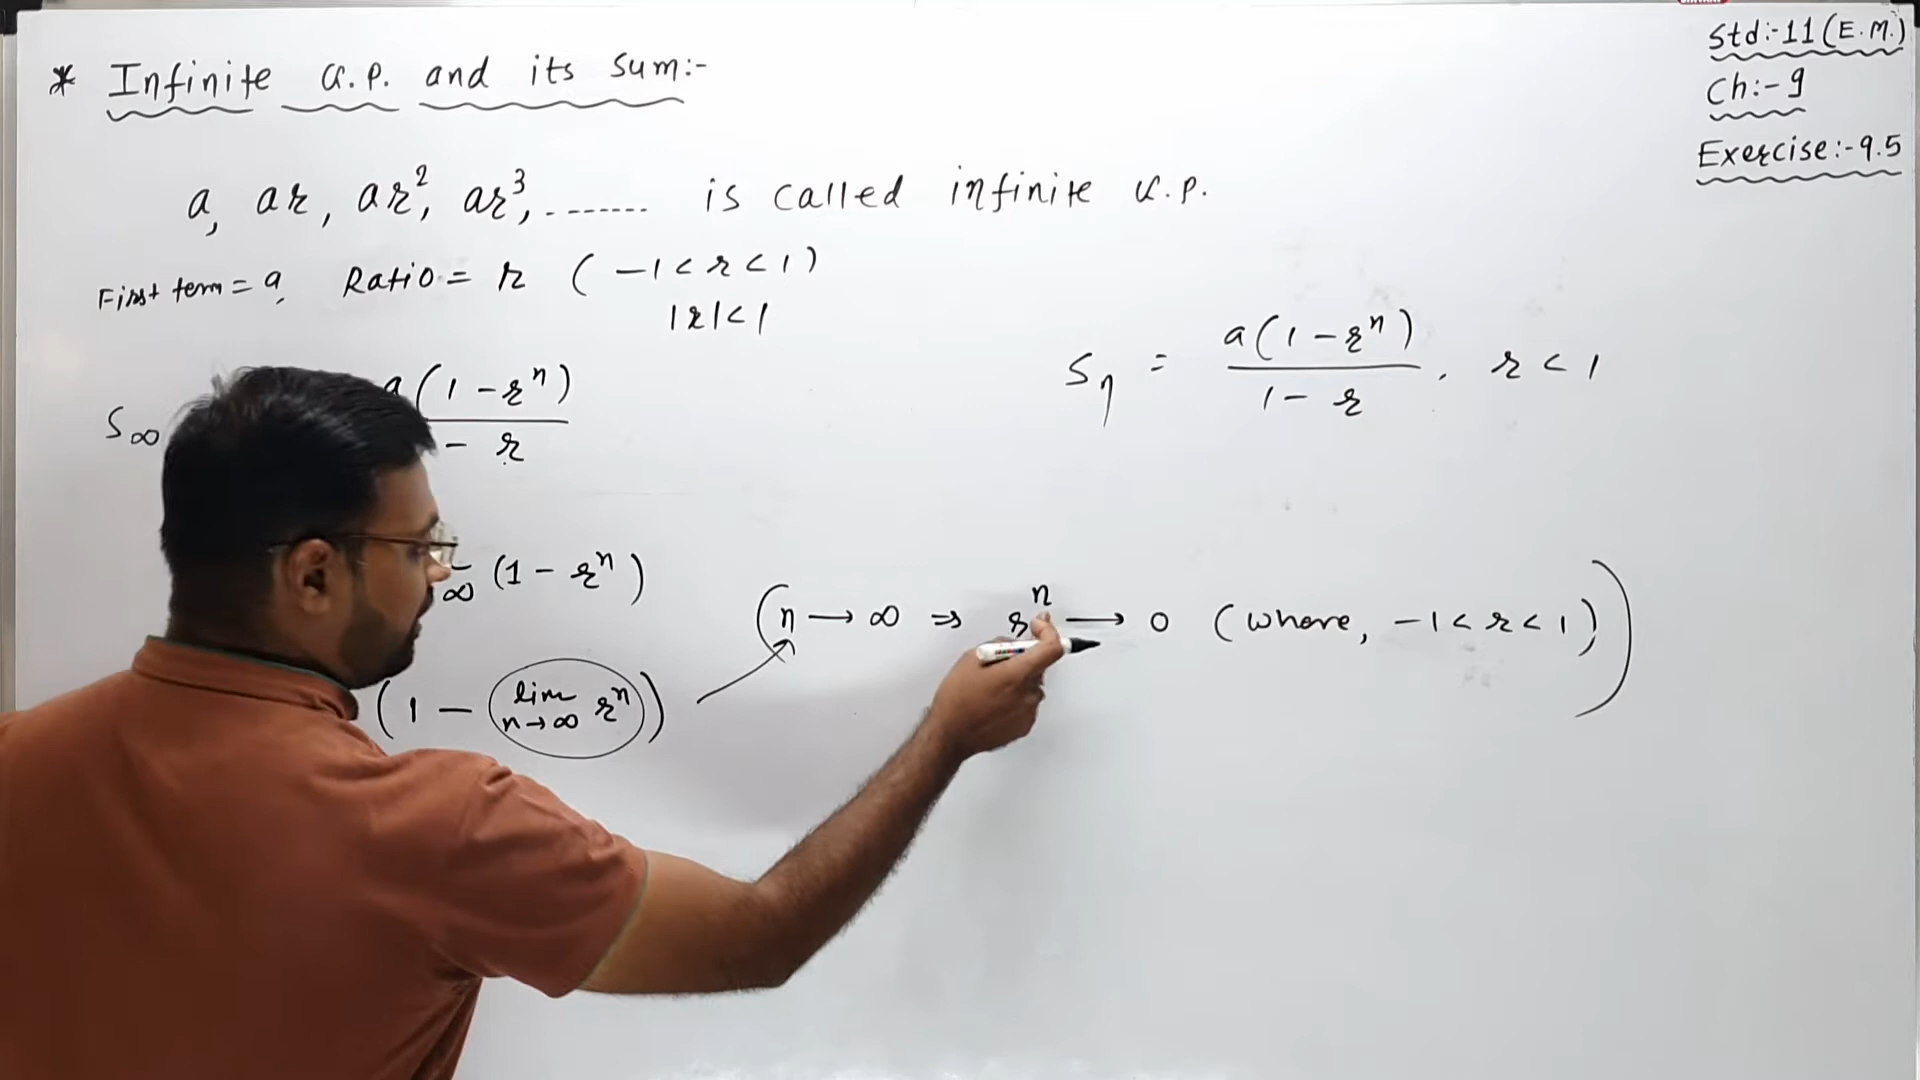 * Infinite G.P. and its sum:-
Std:-11 (E.M.)
Ch:-9
Exercise:-9.5
a, ar, ar², ar³, ........ is called infinite G.P.
First term = a, Ratio = r (-1<r<1)
|r|<1
Sₙ = a(1-rⁿ)/1-r, r<1
S∞ a(1-rⁿ)/-r
∞ (1-rⁿ)
(n→∞ ⇒ rⁿ → 0 (where, -1<r<1))
(1 - (lim n→∞ rⁿ))